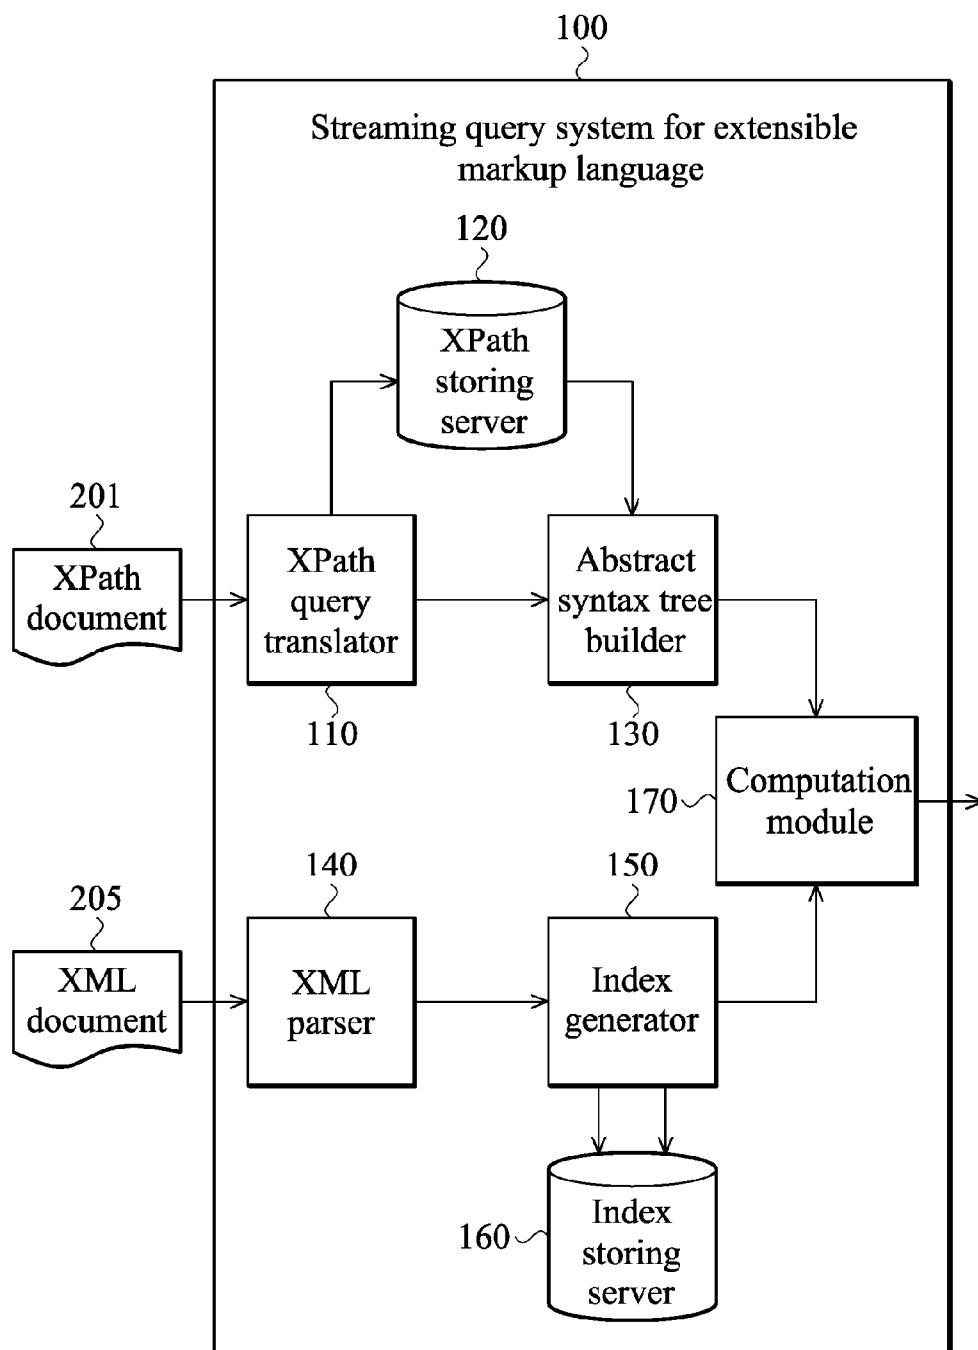 100
Streaming query system for extensible
markup language
120
XPath
storing
server
201
XPath
document
XPath
query
translator
110
Abstract
syntax tree
builder
130
Computation
module
170
205
XML
document
140
XML
parser
150
Index
generator
160
Index
storing
server